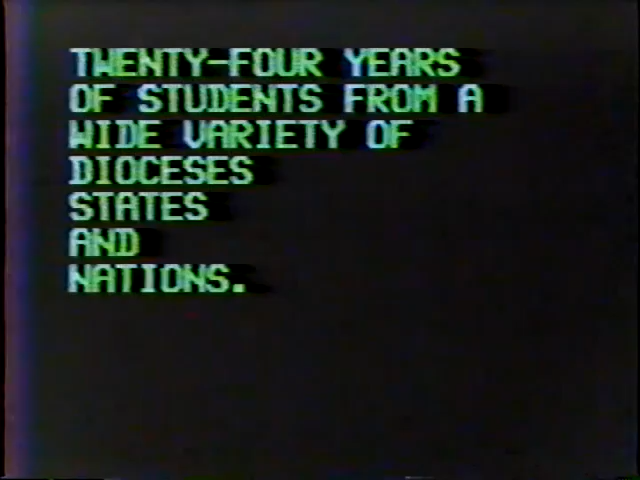 TWENTY-FOUR YEARS
OF STUDENTS FROM A
WIDE VARIETY OF
DIOCESES
STATES
AND
NATIONS.